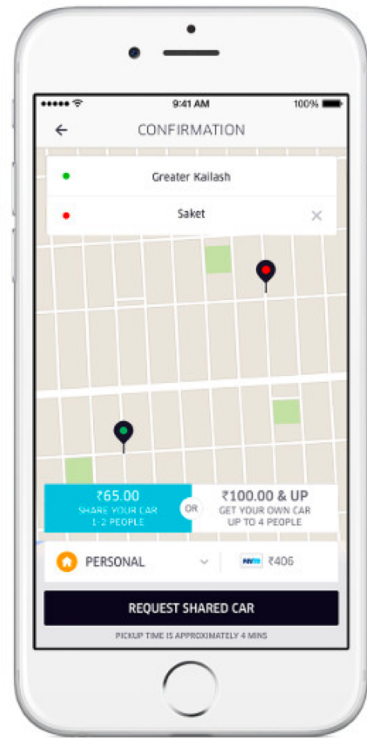 9:41 AM 100%
CONFIRMATION
Greater Kailash
Saket
₹65.00
SHARE YOUR CAR
1-2 PEOPLE
OR
₹100.00 & UP
GET YOUR OWN CAR
UP TO 4 PEOPLE
PERSONAL
Paytm ₹406
REQUEST SHARED CAR
PICKUP TIME IS APPROXIMATELY 4 MINS